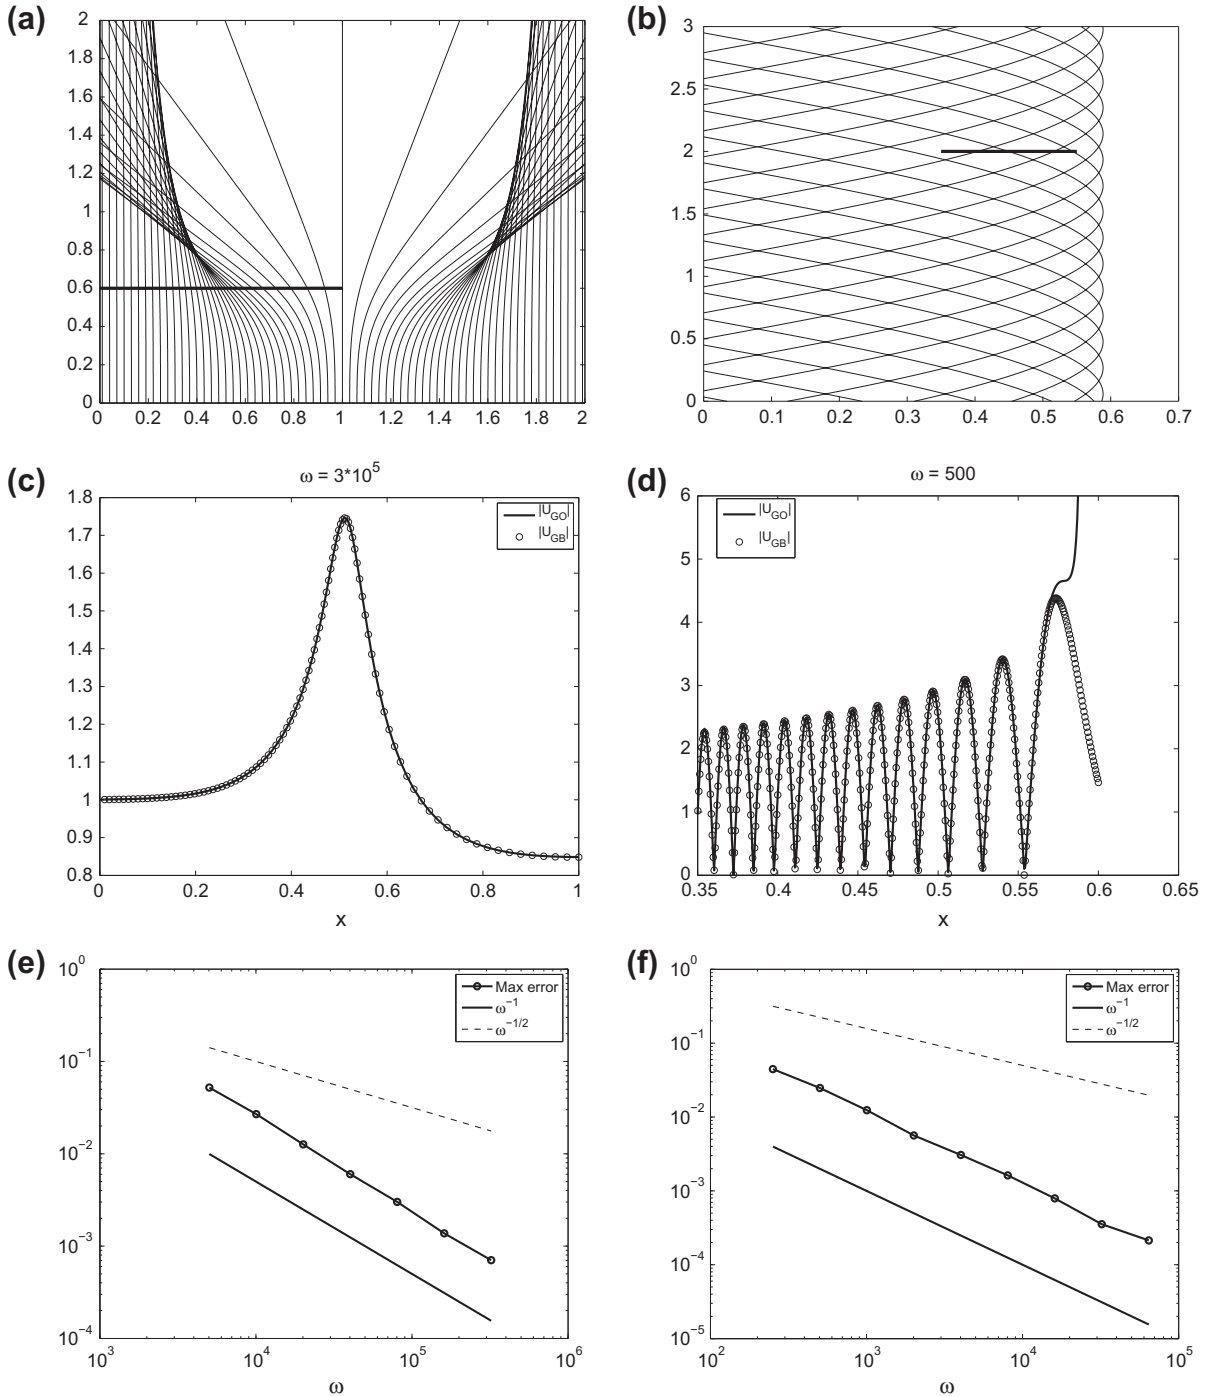 (a)
2
1.8
1.6
1.4
1.2
1
0.8
0.6
0.4
0.2
0
0 0.2 0.4 0.6 0.8 1 1.2 1.4 1.6 1.8 2
(b)
3
2.5
2
1.5
1
0.5
0
0 0.1 0.2 0.3 0.4 0.5 0.6 0.7
(c)
ω = 3*10^5
1.8
1.7
1.6
1.5
1.4
1.3
1.2
1.1
1
0.9
0.8
|U_GO|
|U_GB|
0 0.2 0.4 0.6 0.8 1
x
(d)
ω = 500
6
5
4
3
2
1
0
|U_GO|
|U_GB|
0.35 0.4 0.45 0.5 0.55 0.6 0.65
x
(e)
10^0
10^−1
10^−2
10^−3
10^−4
Max error
ω^−1
ω^−1/2
10^3 10^4 10^5 10^6
ω
(f)
10^0
10^−1
10^−2
10^−3
10^−4
10^−5
Max error
ω^−1
ω^−1/2
10^2 10^3 10^4 10^5
ω